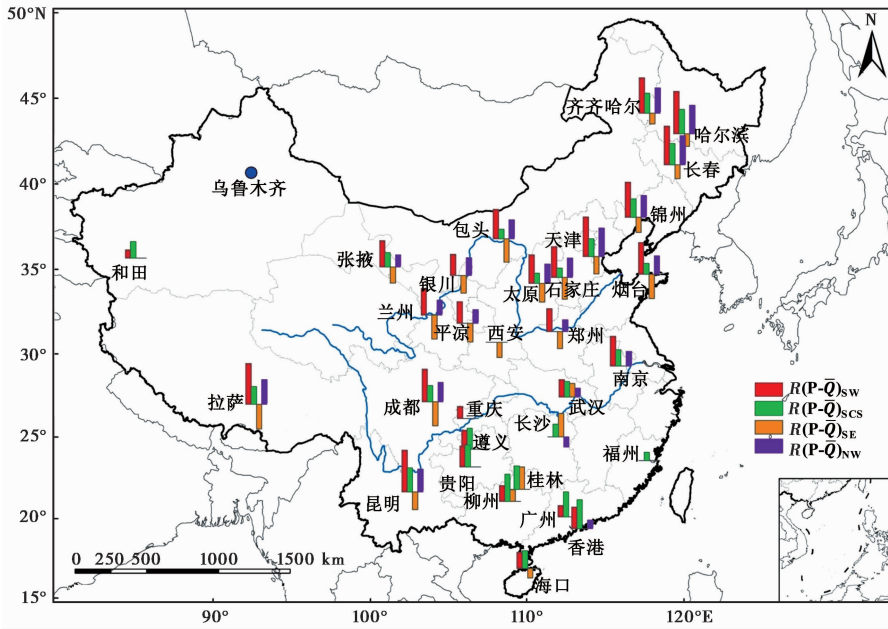 50°N
45°
40°
35°
30°
25°
20°
15°
90°
100°
110°
120°E
N
齐齐哈尔
哈尔滨
长春
乌鲁木齐
锦州
包头
天津
张掖
和田
银川
太原
石家庄
烟台
兰州
平凉
西安
郑州
南京
拉萨
成都
重庆
武汉
长沙
遵义
福州
贵阳
桂林
昆明
柳州
广州
香港
海口
0 250 500 1000 1500 km
R(P-Q̅)SW
R(P-Q̅)SCS
R(P-Q̅)SE
R(P-Q̅)NW